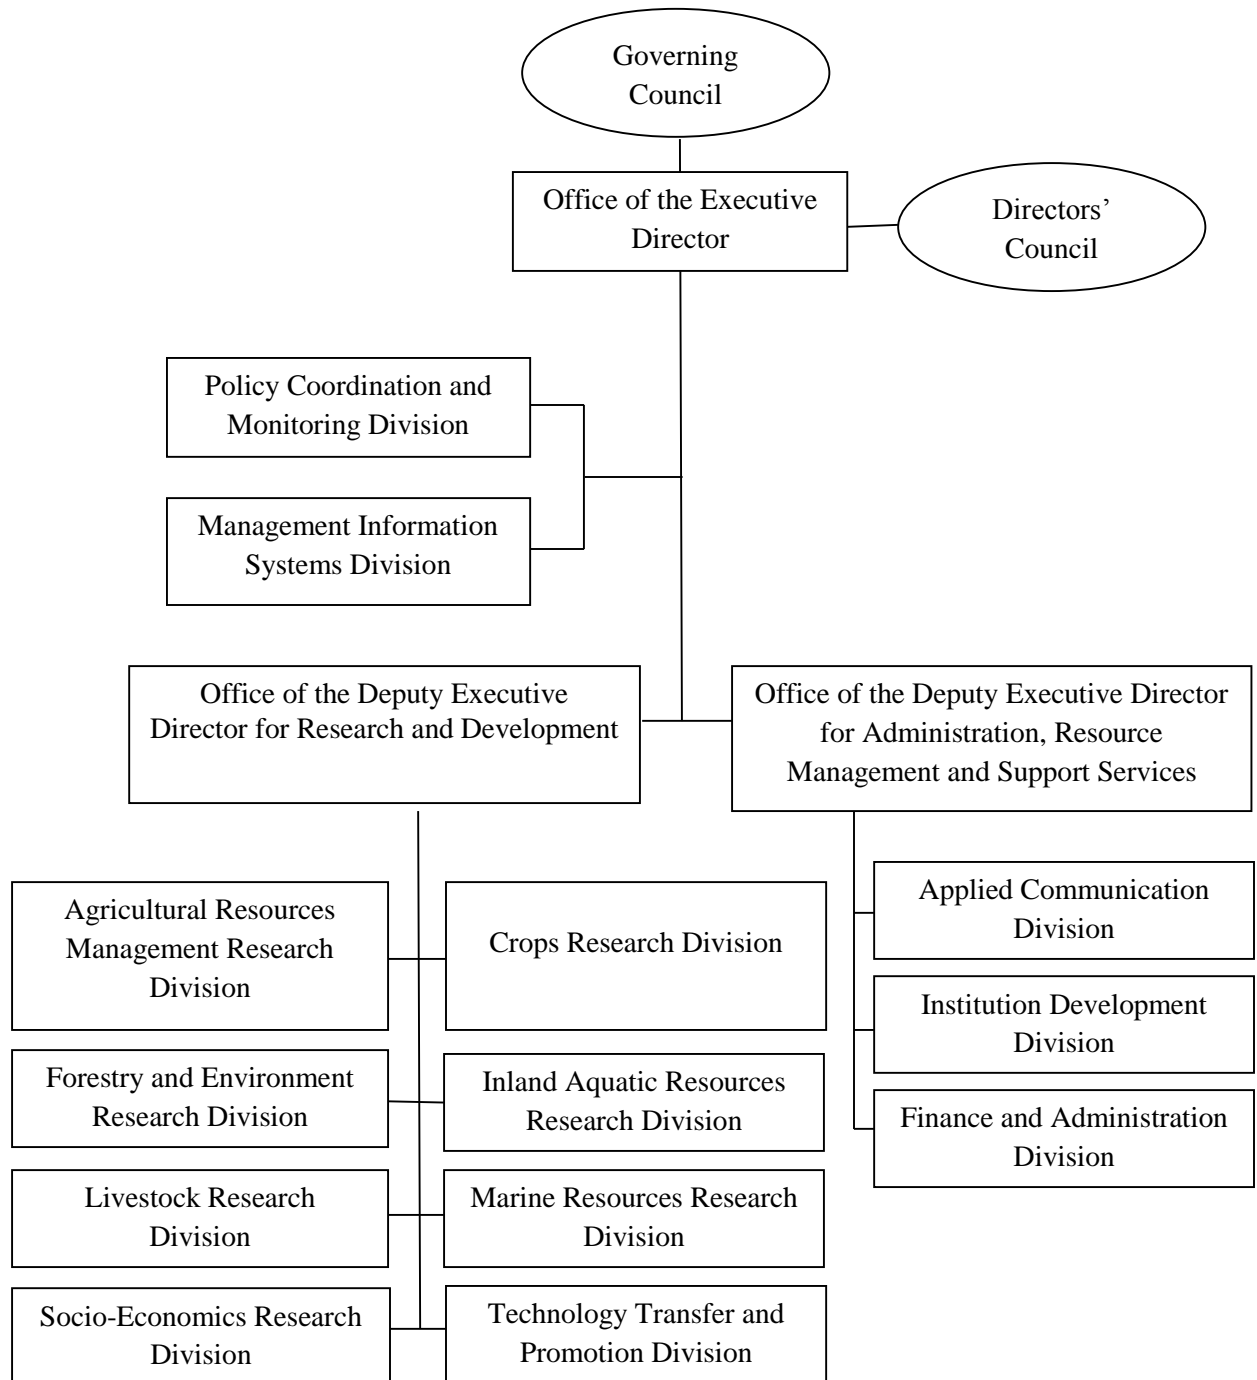 Governing
Council
Office of the Executive
Director
Directors’
Council
Policy Coordination and
Monitoring Division
Management Information
Systems Division
Office of the Deputy Executive
Director for Research and Development
Office of the Deputy Executive Director
for Administration, Resource
Management and Support Services
Agricultural Resources
Management Research
Division
Crops Research Division
Forestry and Environment
Research Division
Inland Aquatic Resources
Research Division
Livestock Research
Division
Marine Resources Research
Division
Socio-Economics Research
Division
Technology Transfer and
Promotion Division
Applied Communication
Division
Institution Development
Division
Finance and Administration
Division